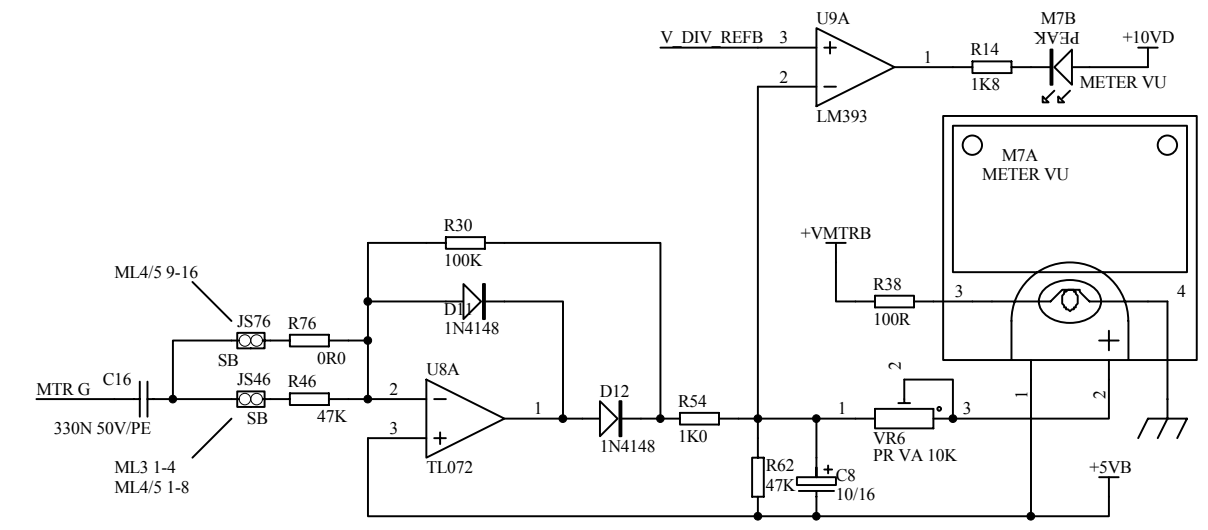 U9A
M7B
PEAK
V_DIV_REFB
3
+
1
R14
+10VD
2
−
1K8
METER VU
LM393
M7A
METER VU
R30
+VMTRB
100K
ML4/5 9-16
R38
3
4
D11
100R
1N4148
JS76
R76
SB
0R0
U8A
+
JS46
R46
2
MTR G
C16
2
−
D12
1
2
SB
47K
1
R54
1
3
330N 50V/PE
3
+
1N4148
1K0
VR6
PR VA 10K
ML3 1-4
ML4/5 1-8
TL072
R62
47K
+
C8
10/16
+5VB